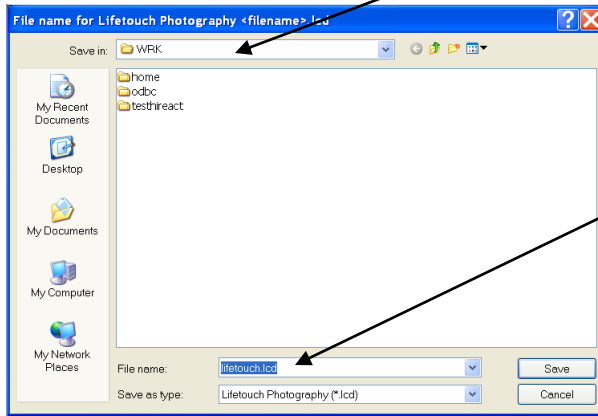 File name for Lifetouch Photography <filename>.lcd
Save in: WRK
home
odbc
testhireact
My Recent
Documents
Desktop
My Documents
My Computer
My Network
Places
File name: lifetouch.lcd Save
Save as type: Lifetouch Photography (*.lcd) Cancel